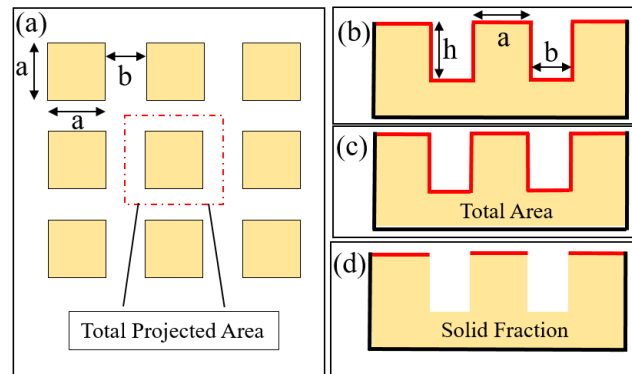 (a)
a
b
a
Total Projected Area
(b)
h
a
b
(c)
Total Area
(d)
Solid Fraction